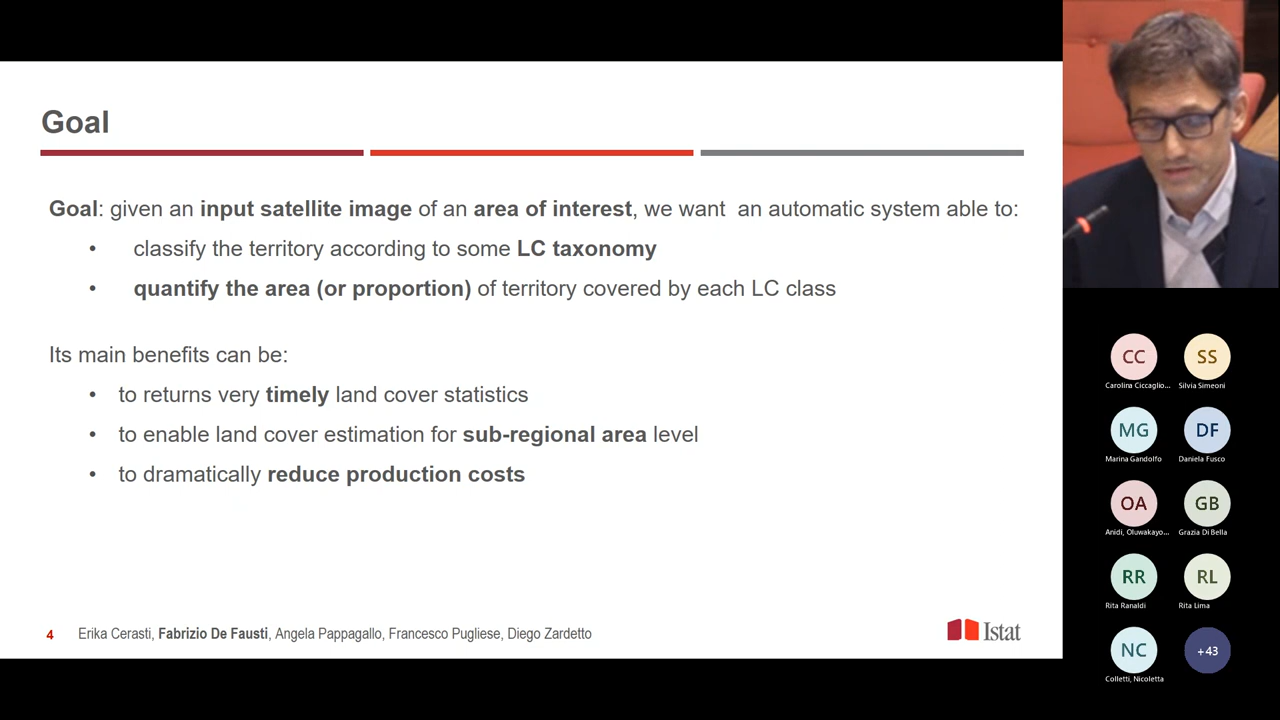 Goal
Goal: given an input satellite image of an area of interest, we want an automatic system able to:
• classify the territory according to some LC taxonomy
• quantify the area (or proportion) of territory covered by each LC class
Its main benefits can be:
• to returns very timely land cover statistics
• to enable land cover estimation for sub-regional area level
• to dramatically reduce production costs
4 Erika Cerasti, Fabrizio De Fausti, Angela Pappagallo, Francesco Pugliese, Diego Zardetto
Istat
CC SS
Carolina Ciccaglio... Silvia Simeoni
MG DF
Marina Gandolfo Daniela Fusco
OA GB
Anidi, Oluwakayo... Grazia Di Bella
RR RL
Rita Ranaldi Rita Lima
NC +43
Colletti, Nicoletta